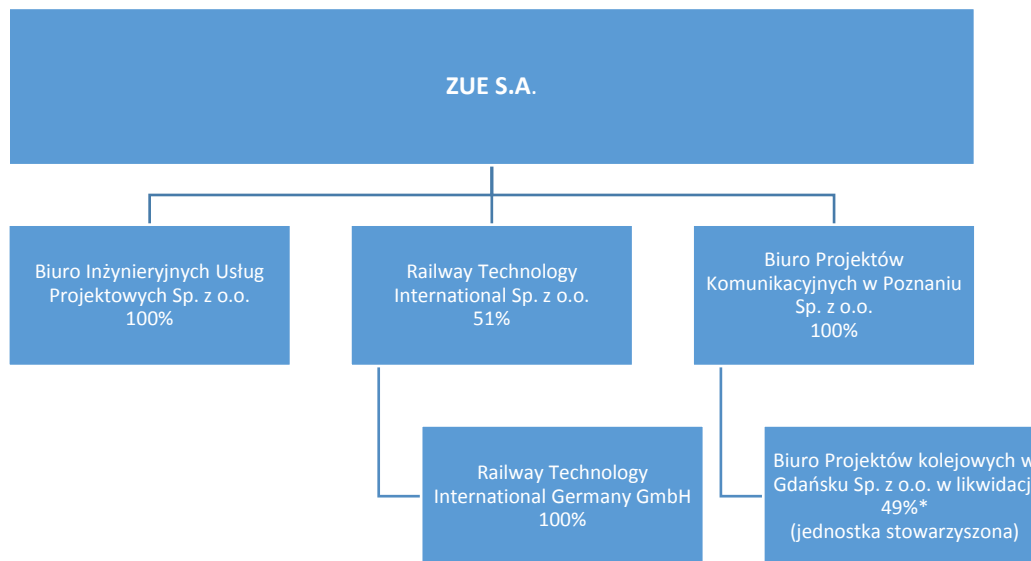 ZUE S.A.
Biuro Inżynieryjnych Usług
Projektowych Sp. z o.o.
100%
Railway Technology
International Sp. z o.o.
51%
Biuro Projektów
Komunikacyjnych w Poznaniu
Sp. z o.o.
100%
Railway Technology
International Germany GmbH
100%
Biuro Projektów kolejowych w
Gdańsku Sp. z o.o. w likwidacj
49%*
(jednostka stowarzyszona)